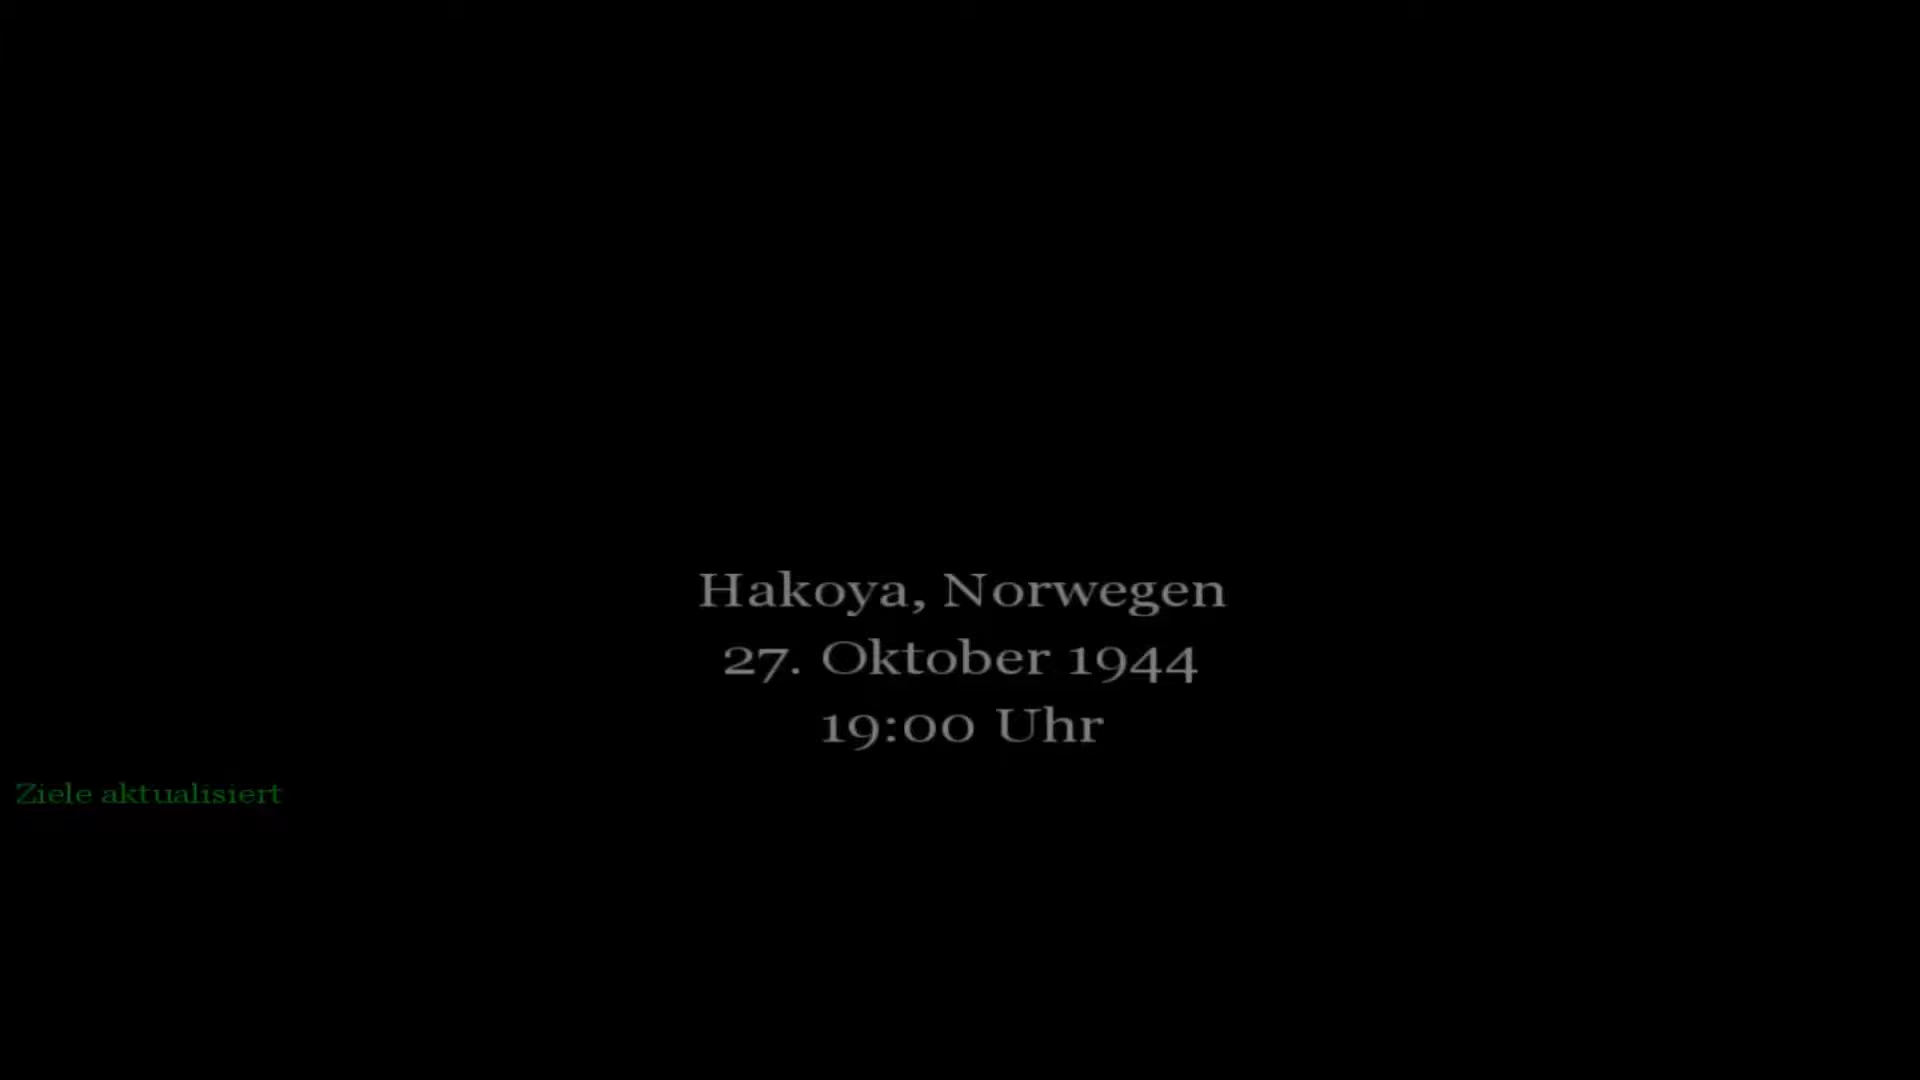 Hakoya, Norwegen
27. Oktober 1944
19:00 Uhr
Ziele aktualisiert